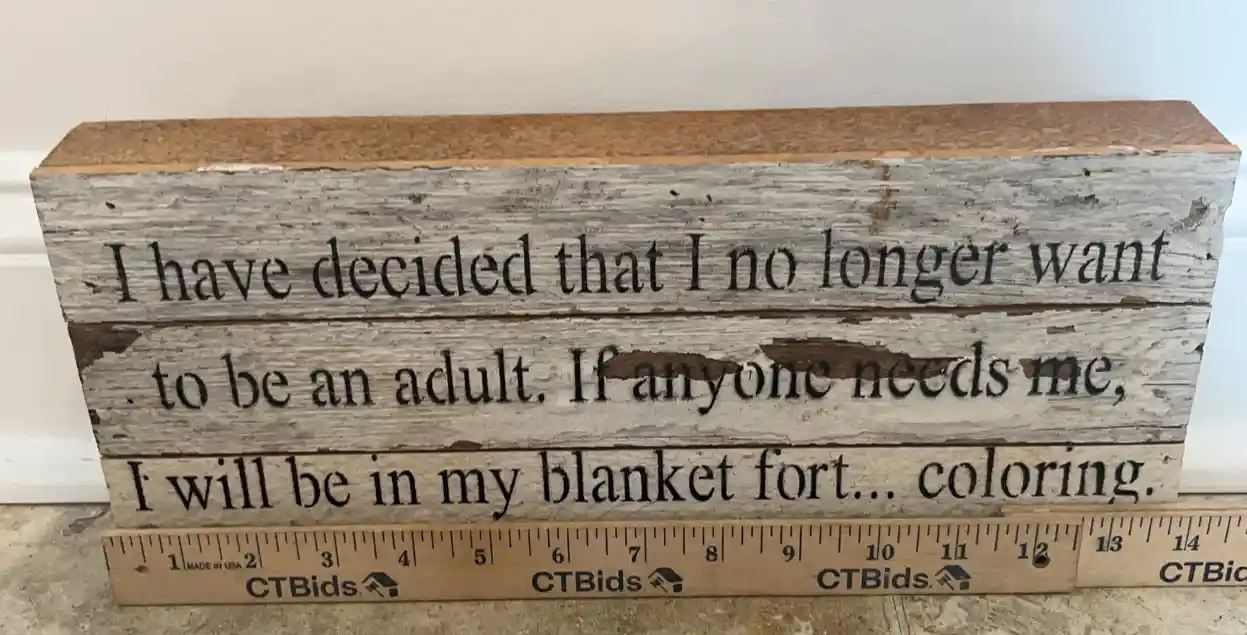 I have decided that I no longer want
to be an adult. If anyone needs me,
I will be in my blanket fort... coloring.
1 MADE IN USA 2 3 4 5 6 7 8 9 10 11 12 13 14
CTBids CTBids CTBids CTBid